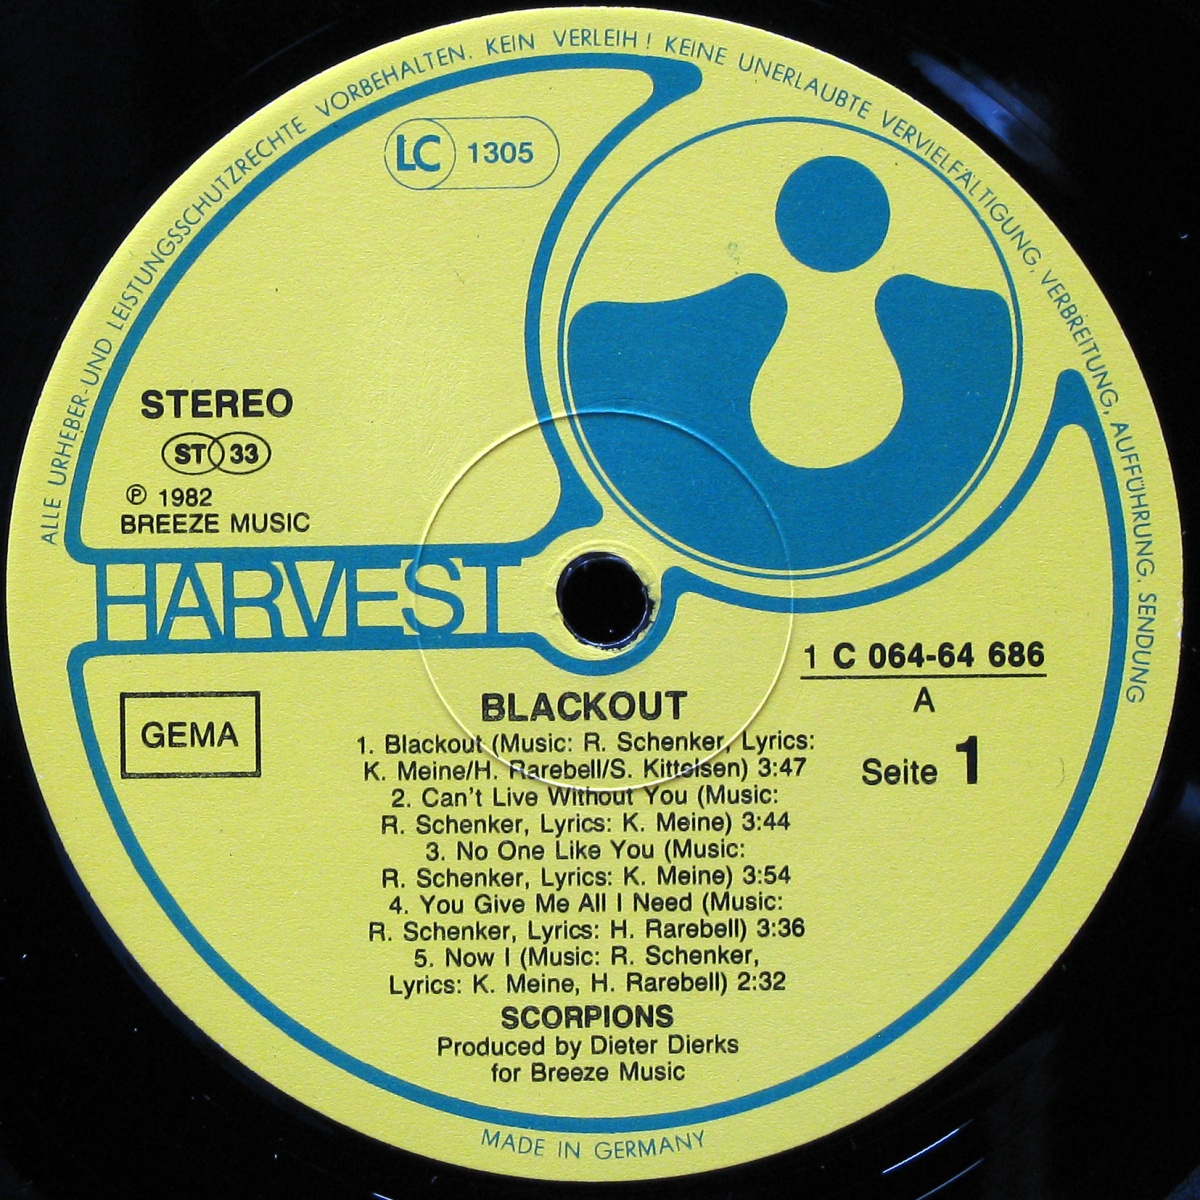 ALLE URHEBER-UND LEISTUNGSSCHUTZRECHTE VORBEHALTEN. KEIN VERLEIH! KEINE UNERLAUBTE VERVIELFÄLTIGUNG, VERBREITUNG, AUFFÜHRUNG, SENDUNG
LC 1305
STEREO
ST 33
℗ 1982
BREEZE MUSIC
HARVEST
GEMA
1 C 064-64 686
A
Seite 1
BLACKOUT
1. Blackout (Music: R. Schenker, Lyrics:
K. Meine/H. Rarebell/S. Kittelsen) 3:47
2. Can't Live Without You (Music:
R. Schenker, Lyrics: K. Meine) 3:44
3. No One Like You (Music:
R. Schenker, Lyrics: K. Meine) 3:54
4. You Give Me All I Need (Music:
R. Schenker, Lyrics: H. Rarebell) 3:36
5. Now I (Music: R. Schenker,
Lyrics: K. Meine, H. Rarebell) 2:32
SCORPIONS
Produced by Dieter Dierks
for Breeze Music
MADE IN GERMANY